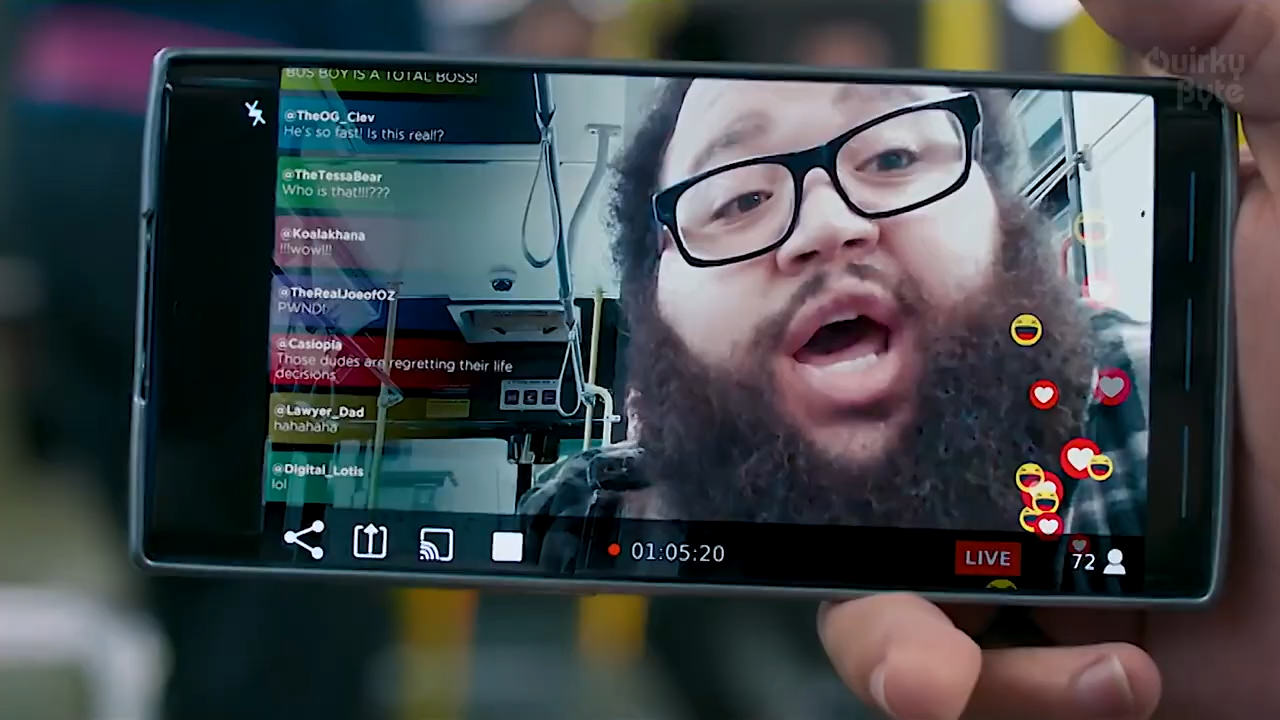 Quirky
Byte
BUS BOY IS A TOTAL BOSS!
@TheOG_Clev
He's so fast! Is this real!?
@TheTessaBear
Who is that!!!???
@Koalakhana
!!!wow!!!
@TheRealJoeofOZ
PWND!
@Casiopia
Those dudes are regretting their life
decisions
@Lawyer_Dad
hahahaha
@Digital_Lotis
lol
01:05:20
LIVE
72